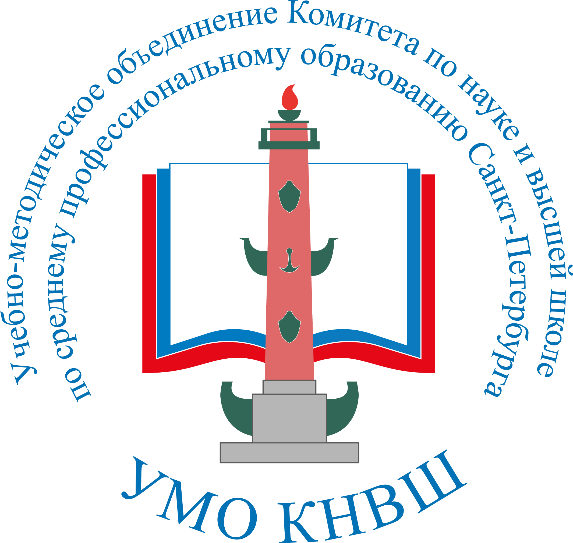 Учебно-методическое объединение Комитета по науке и высшей школе
по среднему профессиональному образованию Санкт-Петербурга
УМО КНВШ